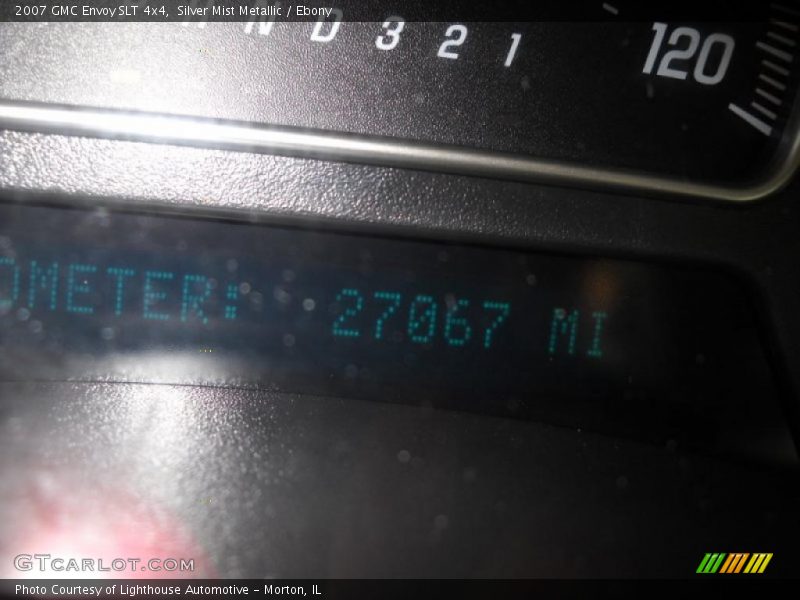 2007 GMC Envoy SLT 4x4, Silver Mist Metallic / Ebony
N D 3 2 1
120
OMETER: 27067 MI
GTCARLOT.COM
Photo Courtesy of Lighthouse Automotive - Morton, IL